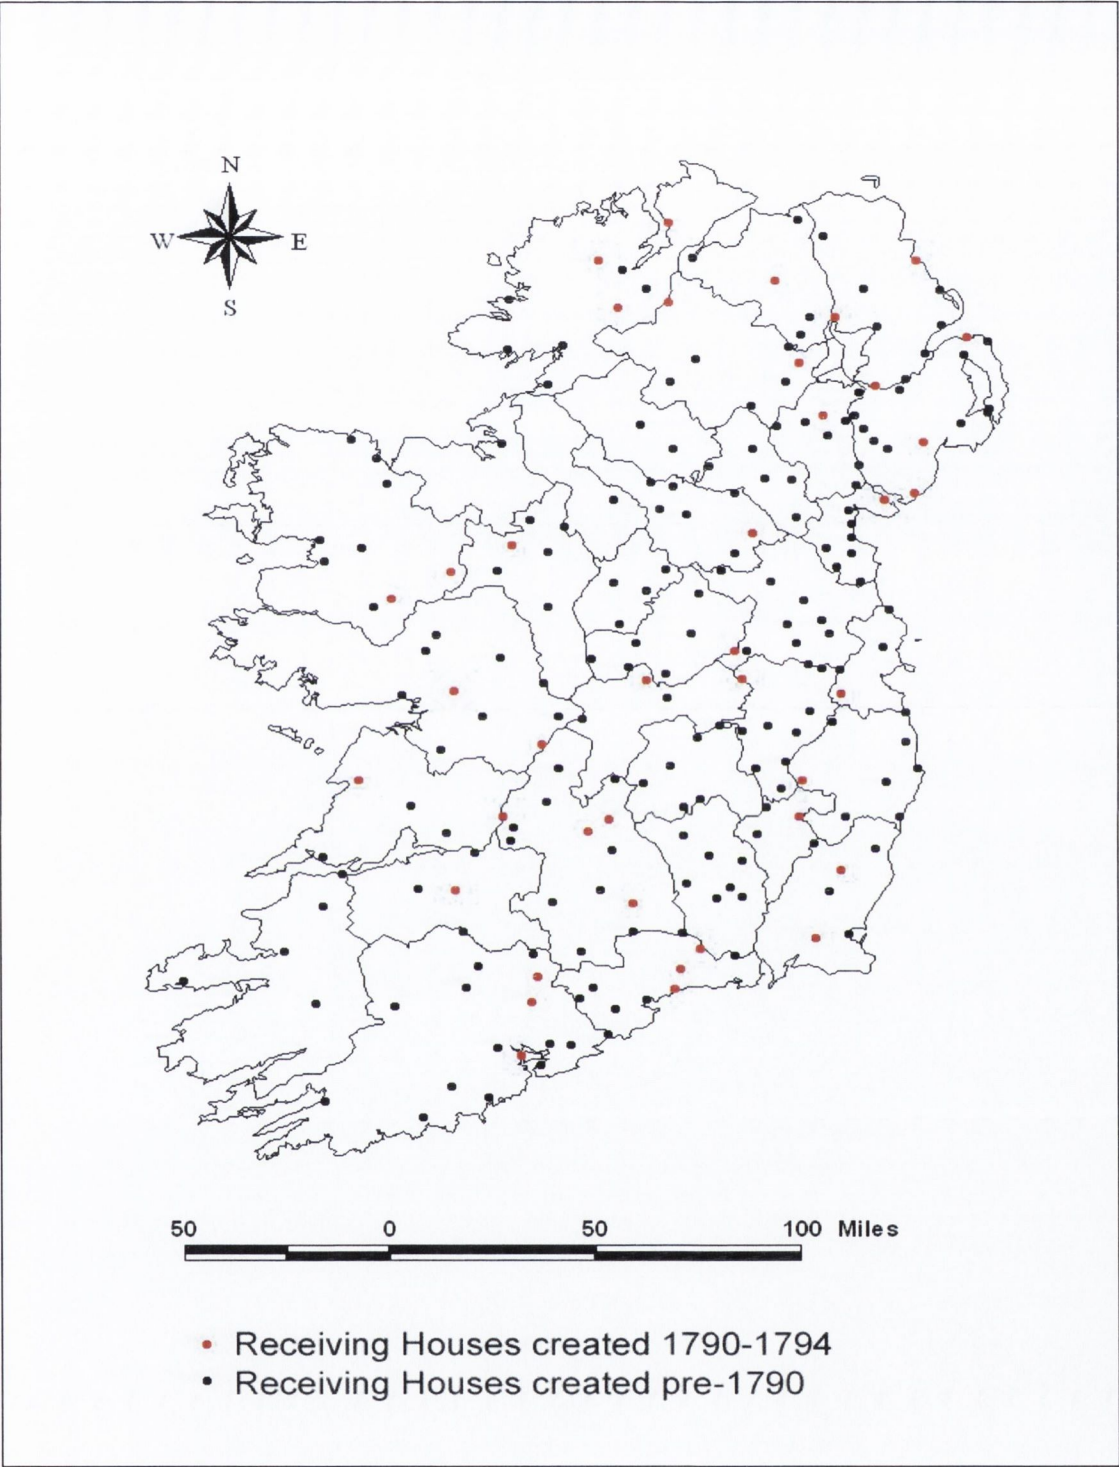 N
W E
S
50 0 50 100 Miles
Receiving Houses created 1790-1794
Receiving Houses created pre-1790